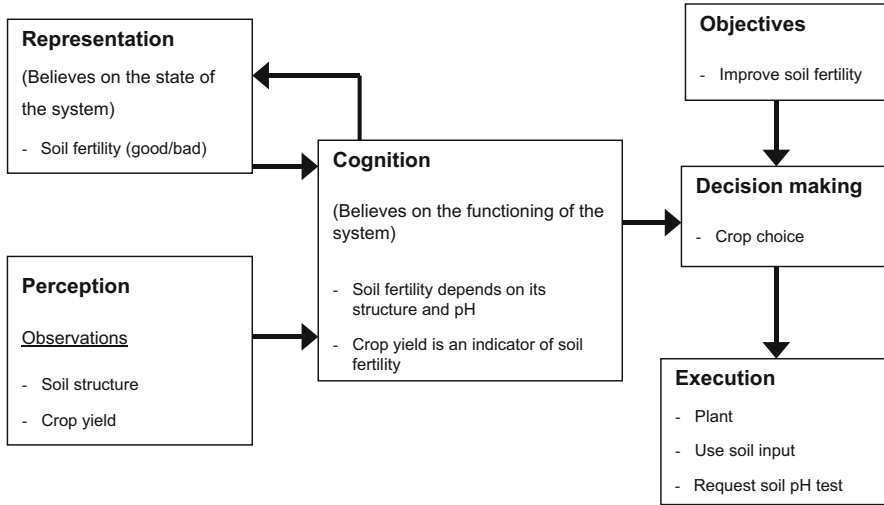 Representation
(Believes on the state of
the system)
- Soil fertility (good/bad)
Perception
Observations
- Soil structure
- Crop yield
Cognition
(Believes on the functioning of the
system)
- Soil fertility depends on its
structure and pH
- Crop yield is an indicator of soil
fertility
Objectives
- Improve soil fertility
Decision making
- Crop choice
Execution
- Plant
- Use soil input
- Request soil pH test